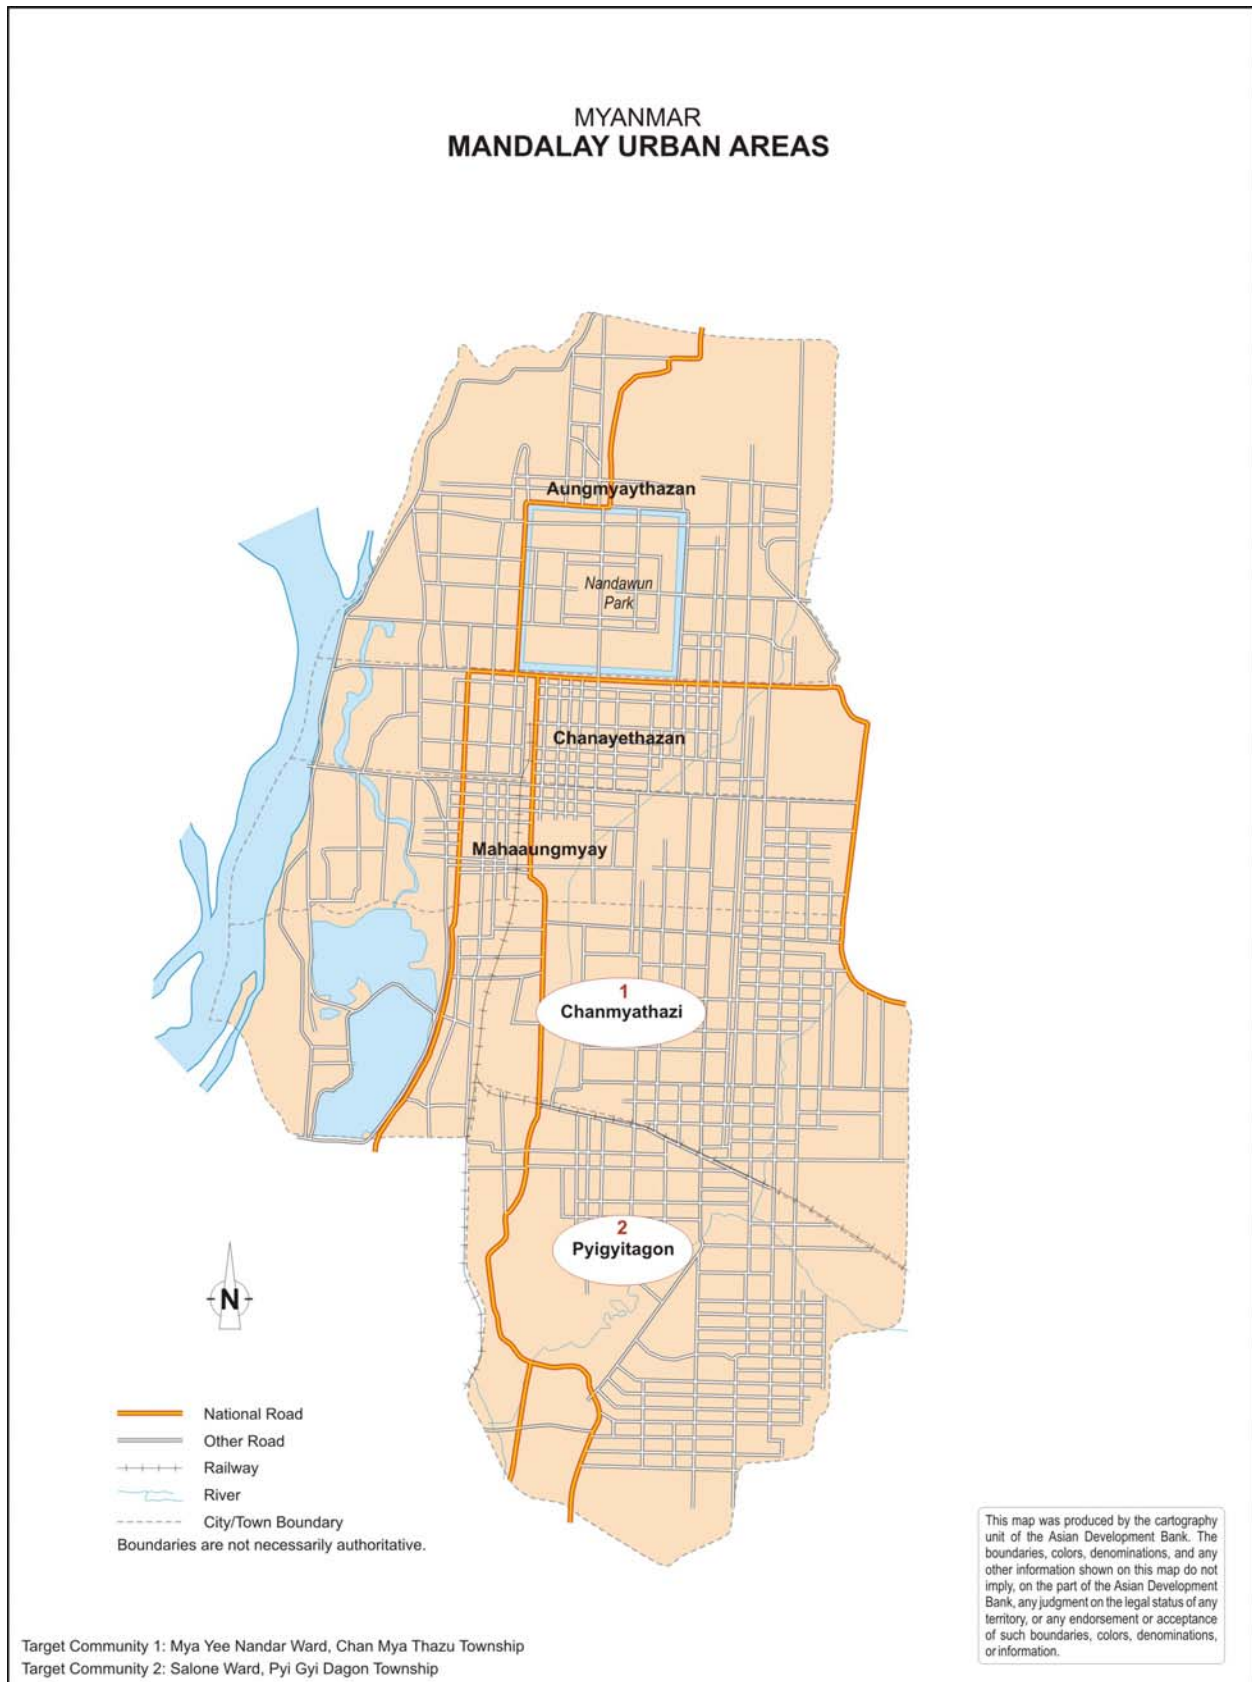 MYANMAR
MANDALAY URBAN AREAS
Aungmyaythazan
Nandawun
Park
Chanayethazan
Mahaaungmyay
1
Chanmyathazi
2
Pyigyitagon
N
National Road
Other Road
Railway
River
City/Town Boundary
Boundaries are not necessarily authoritative.
This map was produced by the cartography
unit of the Asian Development Bank. The
boundaries, colors, denominations, and any
other information shown on this map do not
imply, on the part of the Asian Development
Bank, any judgment on the legal status of any
territory, or any endorsement or acceptance
of such boundaries, colors, denominations,
or information.
Target Community 1: Mya Yee Nandar Ward, Chan Mya Thazu Township
Target Community 2: Salone Ward, Pyi Gyi Dagon Township